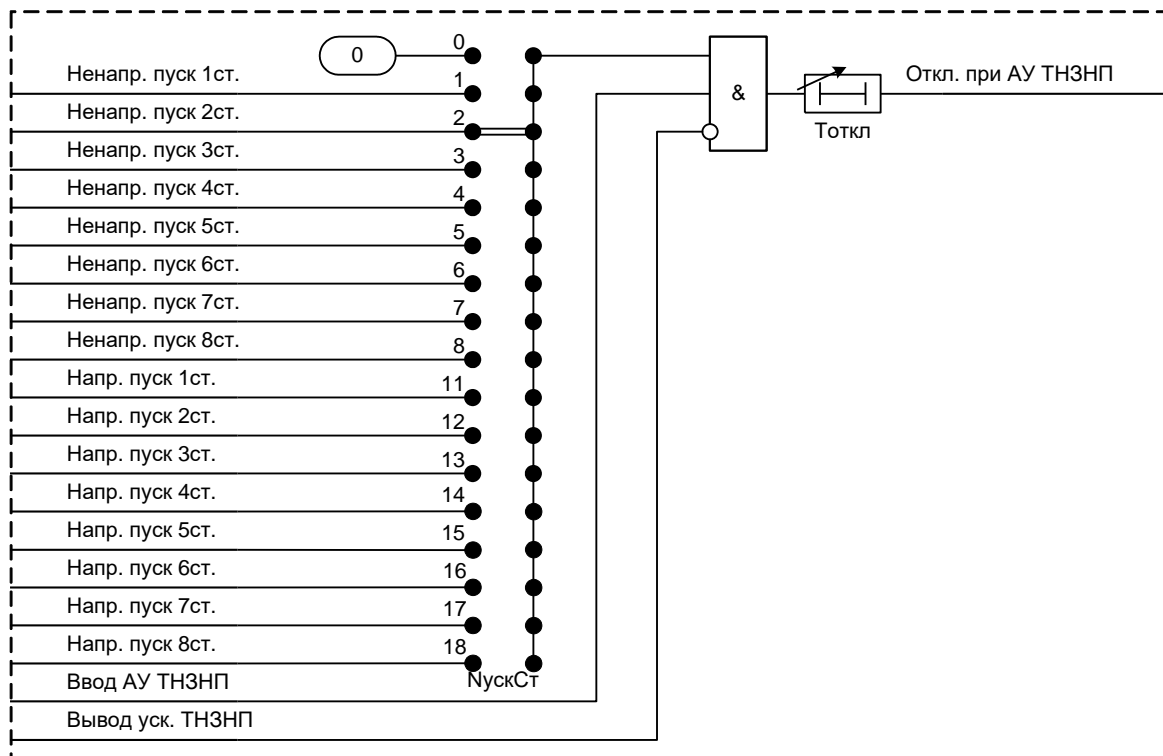 0
0
Ненапр. пуск 1ст.
1
Ненапр. пуск 2ст.
2
Ненапр. пуск 3ст.
3
Ненапр. пуск 4ст.
4
Ненапр. пуск 5ст.
5
Ненапр. пуск 6ст.
6
Ненапр. пуск 7ст.
7
Ненапр. пуск 8ст.
8
Напр. пуск 1ст.
11
Напр. пуск 2ст.
12
Напр. пуск 3ст.
13
Напр. пуск 4ст.
14
Напр. пуск 5ст.
15
Напр. пуск 6ст.
16
Напр. пуск 7ст.
17
Напр. пуск 8ст.
18
Ввод АУ ТНЗНП
NускСт
Вывод уск. ТНЗНП
&
Тоткл
Откл. при АУ ТНЗНП